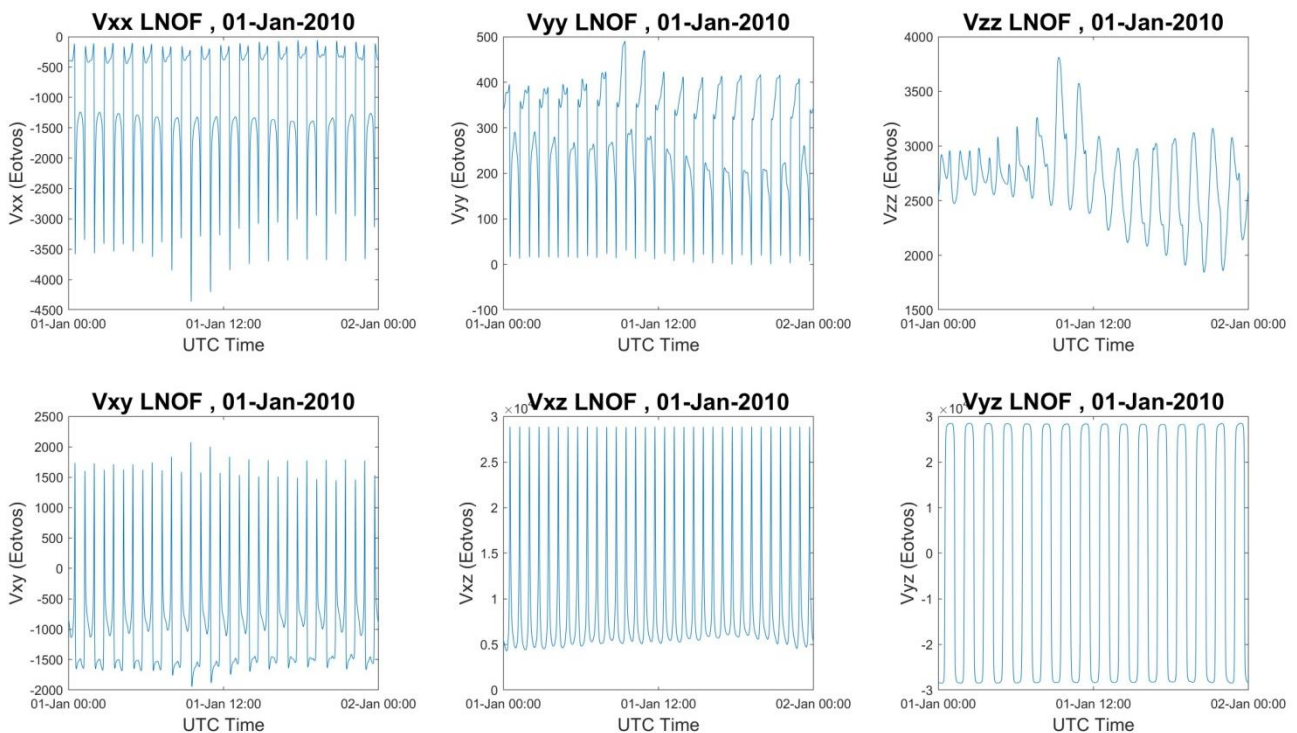 Vxx LNOF , 01-Jan-2010
Vxx (Eotvos)
0
-500
-1000
-1500
-2000
-2500
-3000
-3500
-4000
-4500
01-Jan 00:00 01-Jan 12:00 02-Jan 00:00
UTC Time
Vyy LNOF , 01-Jan-2010
Vyy (Eotvos)
500
400
300
200
100
0
-100
01-Jan 00:00 01-Jan 12:00 02-Jan 00:00
UTC Time
Vzz LNOF , 01-Jan-2010
Vzz (Eotvos)
4000
3500
3000
2500
2000
1500
01-Jan 00:00 01-Jan 12:00 02-Jan 00:00
UTC Time
Vxy LNOF , 01-Jan-2010
Vxy (Eotvos)
2500
2000
1500
1000
500
0
-500
-1000
-1500
-2000
01-Jan 00:00 01-Jan 12:00 02-Jan 00:00
UTC Time
Vxz LNOF , 01-Jan-2010
Vxz (Eotvos)
3
2.5
2
1.5
1
0.5
0
01-Jan 00:00 01-Jan 12:00 02-Jan 00:00
UTC Time
Vyz LNOF , 01-Jan-2010
Vyz (Eotvos)
3
2
1
0
-1
-2
-3
01-Jan 00:00 01-Jan 12:00 02-Jan 00:00
UTC Time